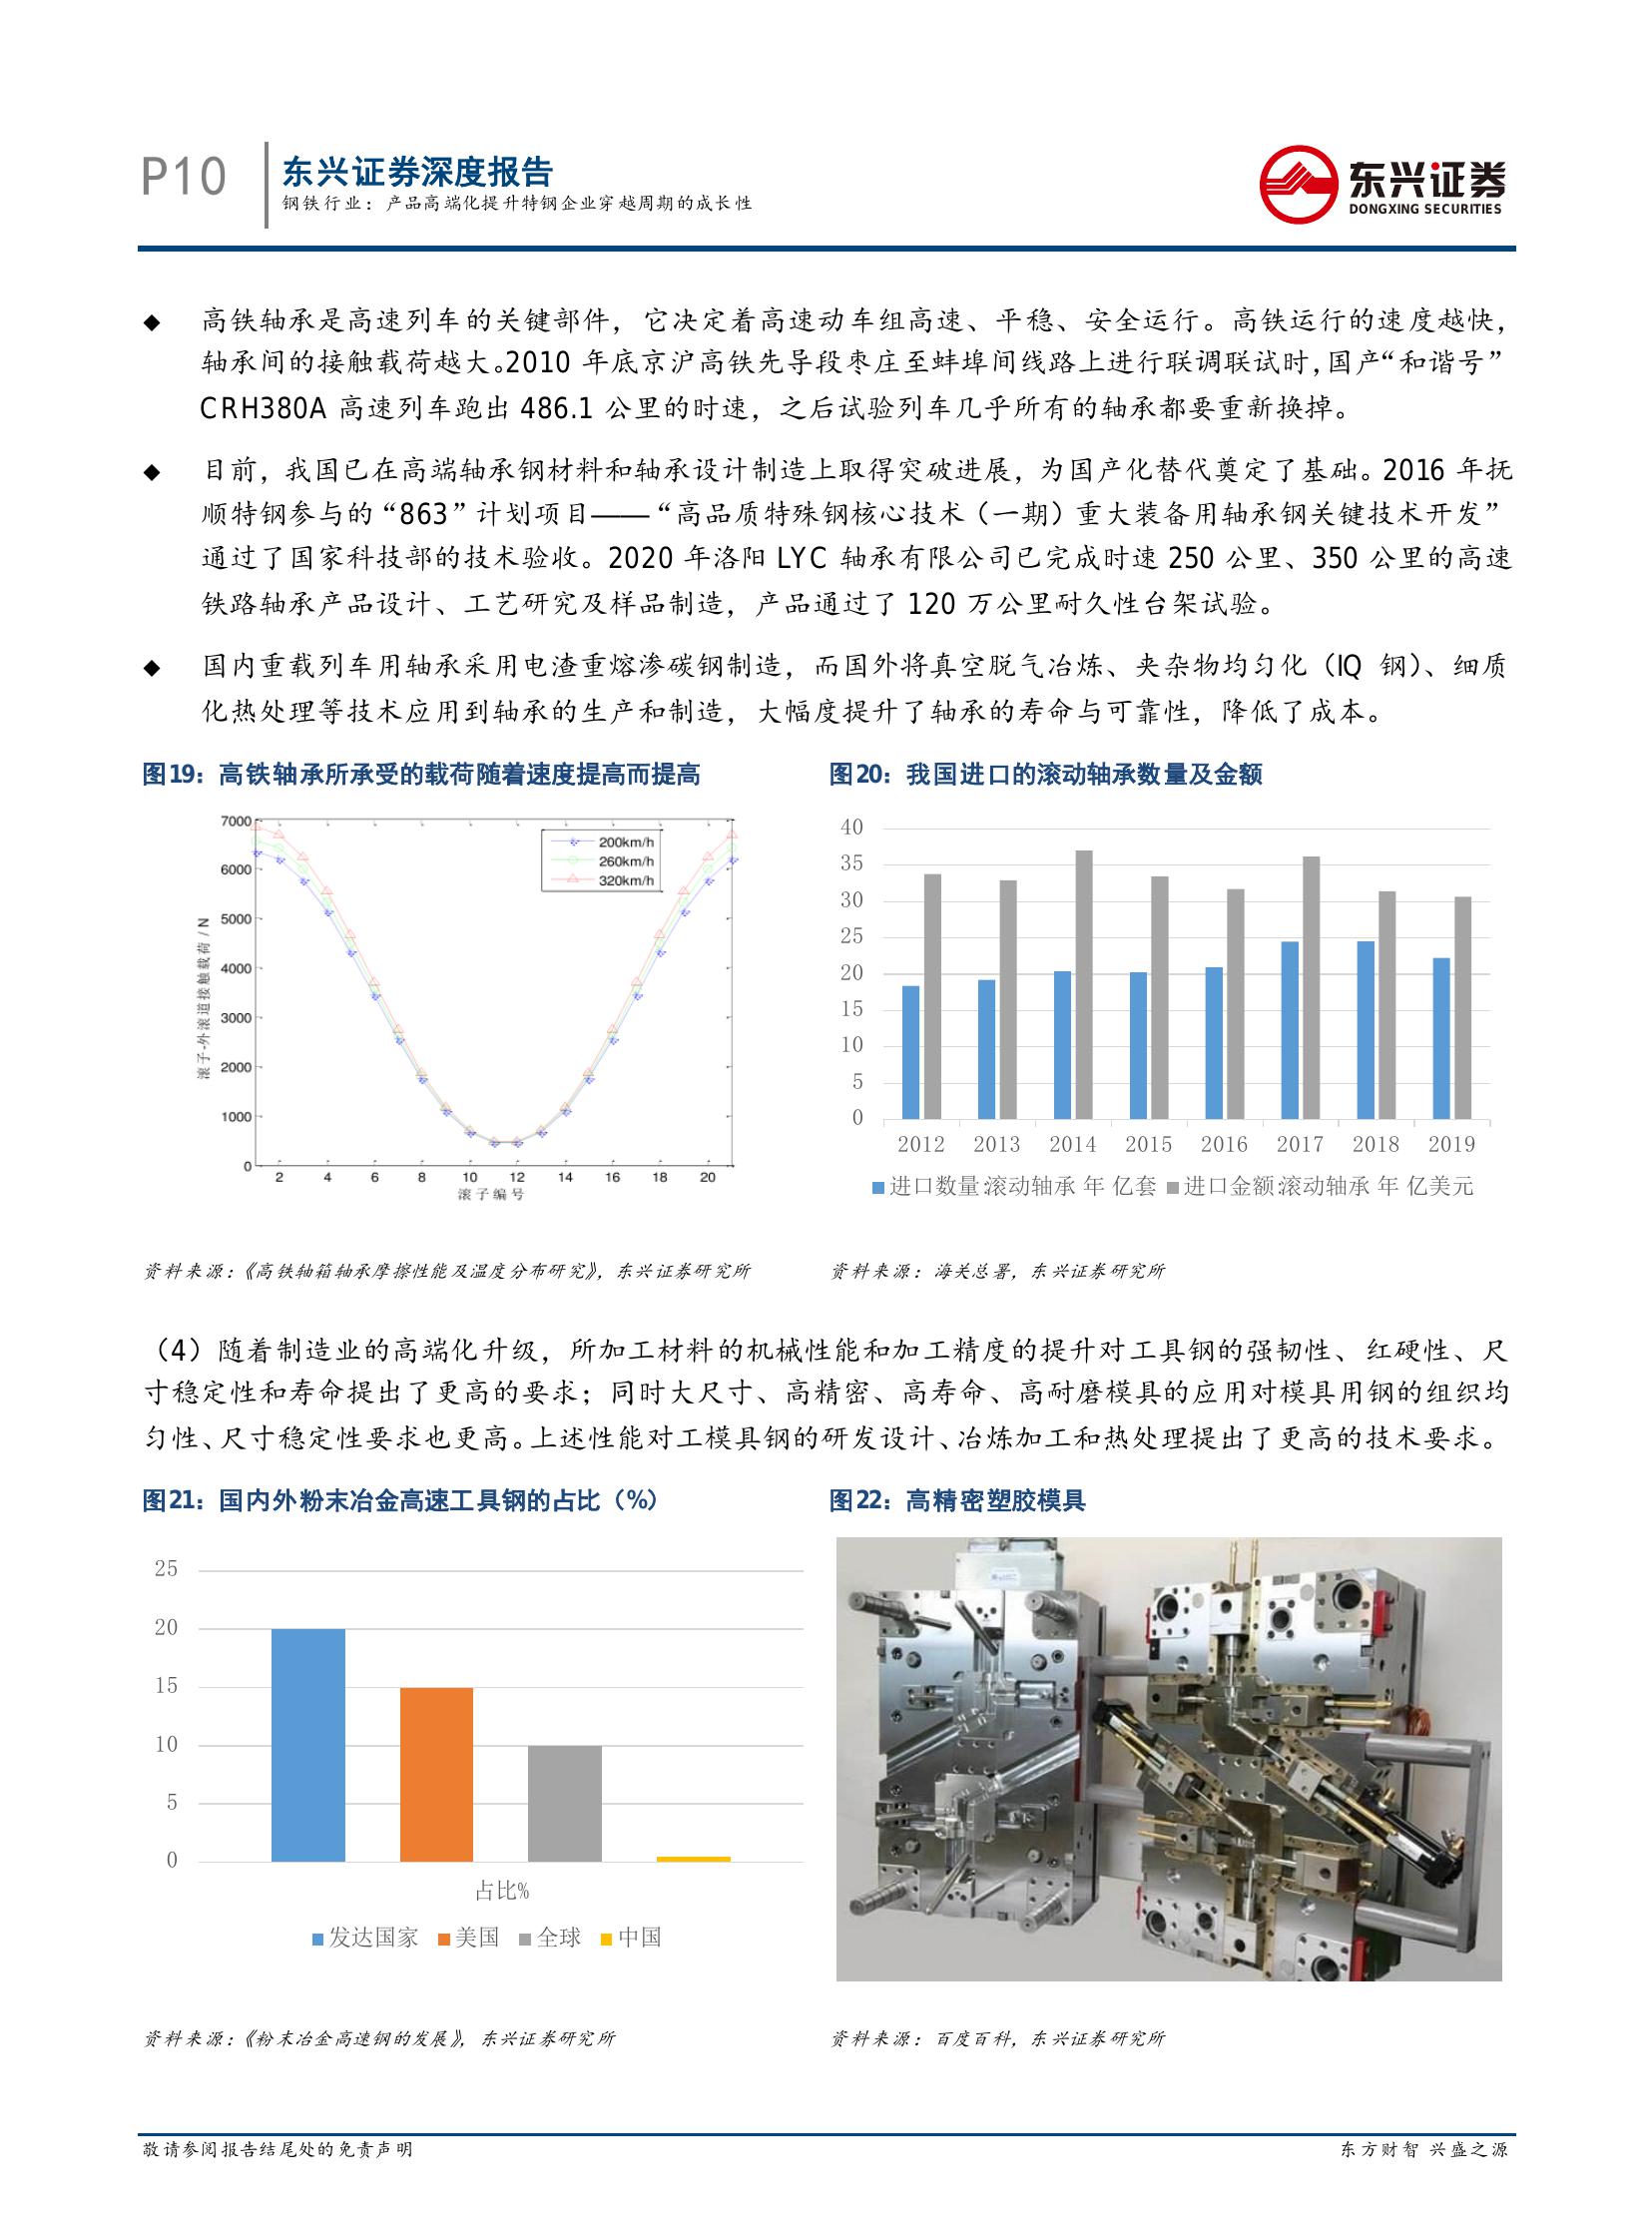 P10
东兴证券深度报告
钢铁行业：产品高端化提升特钢企业穿越周期的成长性
东兴证券
DONGXING SECURITIES
◆ 高铁轴承是高速列车的关键部件，它决定着高速动车组高速、平稳、安全运行。高铁运行的速度越快，
轴承间的接触载荷越大。2010 年底京沪高铁先导段枣庄至蚌埠间线路上进行联调联试时，国产“和谐号”
CRH380A 高速列车跑出 486.1 公里的时速，之后试验列车几乎所有的轴承都要重新换掉。
◆ 目前，我国已在高端轴承钢材料和轴承设计制造上取得突破进展，为国产化替代奠定了基础。2016 年抚
顺特钢参与的“863”计划项目——“高品质特殊钢核心技术（一期）重大装备用轴承钢关键技术开发”
通过了国家科技部的技术验收。2020 年洛阳 LYC 轴承有限公司已完成时速 250 公里、350 公里的高速
铁路轴承产品设计、工艺研究及样品制造，产品通过了 120 万公里耐久性台架试验。
◆ 国内重载列车用轴承采用电渣重熔渗碳钢制造，而国外将真空脱气冶炼、夹杂物均匀化（IQ 钢）、细质
化热处理等技术应用到轴承的生产和制造，大幅度提升了轴承的寿命与可靠性，降低了成本。
图19：高铁轴承所承受的载荷随着速度提高而提高
7000
6000
5000
4000
3000
2000
1000
0
滚子-外滚道接触载荷 / N
200km/h
260km/h
320km/h
2 4 6 8 10 12 14 16 18 20
滚子编号
资料来源：《高铁轴箱轴承摩擦性能及温度分布研究》，东兴证券研究所
图20：我国进口的滚动轴承数量及金额
40
35
30
25
20
15
10
5
0
2012 2013 2014 2015 2016 2017 2018 2019
进口数量:滚动轴承 年 亿套 进口金额:滚动轴承 年 亿美元
资料来源：海关总署，东兴证券研究所
（4）随着制造业的高端化升级，所加工材料的机械性能和加工精度的提升对工具钢的强韧性、红硬性、尺
寸稳定性和寿命提出了更高的要求；同时大尺寸、高精密、高寿命、高耐磨模具的应用对模具用钢的组织均
匀性、尺寸稳定性要求也更高。上述性能对工模具钢的研发设计、冶炼加工和热处理提出了更高的技术要求。
图21：国内外粉末冶金高速工具钢的占比（%）
25
20
15
10
5
0
占比%
发达国家 美国 全球 中国
资料来源：《粉末冶金高速钢的发展》，东兴证券研究所
图22：高精密塑胶模具
资料来源：百度百科，东兴证券研究所
敬请参阅报告结尾处的免责声明
东方财智 兴盛之源